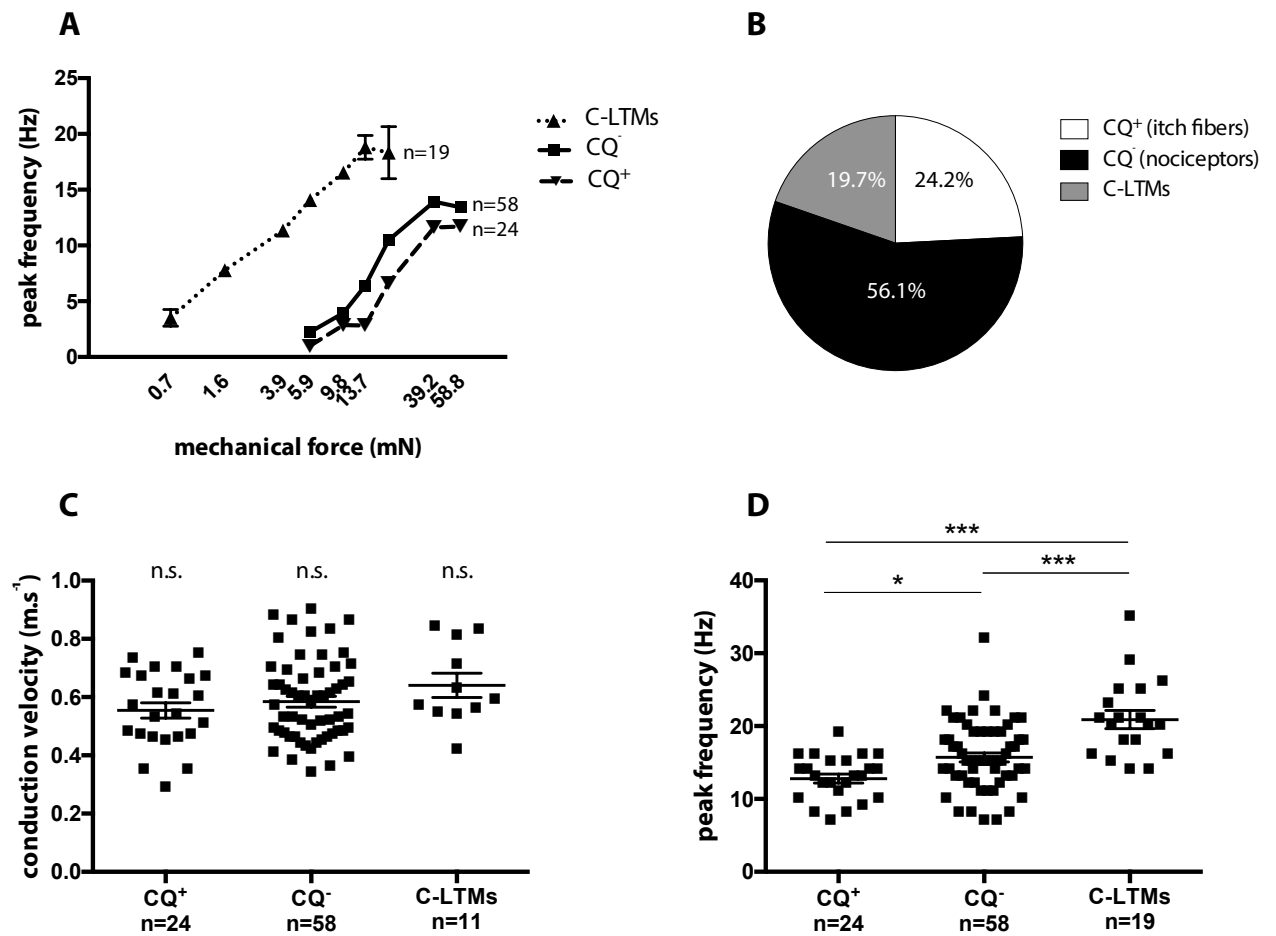 A
peak frequency (Hz)
25
20
15
10
5
0
0.7
1.6
3.9
5.9
9.8
13.7
39.2
58.8
mechanical force (mN)
n=19
n=58
n=24
C-LTMs
CQ⁻
CQ⁺
B
19.7%
24.2%
56.1%
CQ⁺ (itch fibers)
CQ⁻ (nociceptors)
C-LTMs
C
conduction velocity (m.s⁻¹)
n.s.
n.s.
n.s.
1.0
0.8
0.6
0.4
0.2
0.0
CQ⁺
n=24
CQ⁻
n=58
C-LTMs
n=11
D
peak frequency (Hz)
***
***
*
40
30
20
10
0
CQ⁺
n=24
CQ⁻
n=58
C-LTMs
n=19